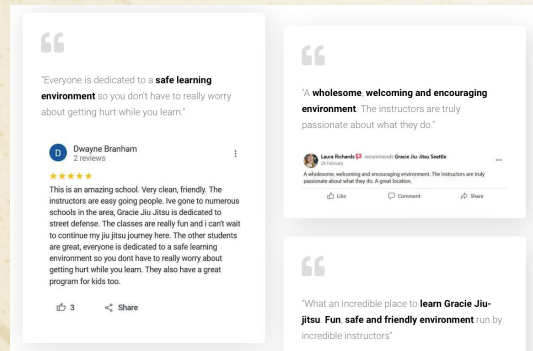 "Everyone is dedicated to a safe learning
environment so you don't have to really worry
about getting hurt while you learn."
D
Dwayne Branham
2 reviews
This is an amazing school. Very clean, friendly. The
instructors are easy going people. Ive gone to numerous
schools in the area, Gracie Jiu Jitsu is dedicated to
street defense. The classes are really fun and i can't wait
to continue my jiu jitsu journey here. The other students
are great, everyone is dedicated to a safe learning
environment so you dont have to really worry about
getting hurt while you learn. They also have a great
program for kids too.
3 Share
"A wholesome, welcoming and encouraging
environment. The instructors are truly
passionate about what they do."
Laura Richards recommends Gracie Jiu-Jitsu Seattle.
A wholesome, welcoming and encouraging environment. The instructors are truly
passionate about what they do. A great location.
Like Comment Share
"What an incredible place to learn Gracie Jiu-
jitsu. Fun, safe and friendly environment run by
incredible instructors"